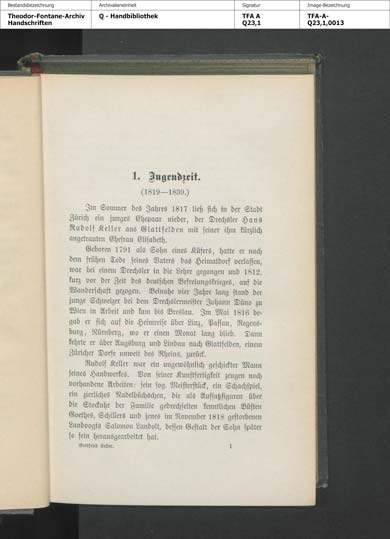 Bestandsbezeichnung
Archivalieneinheit
Signatur
Image-Bezeichnung
Theodor-Fontane-Archiv
Handschriften
Q - Handbibliothek
TFA A
Q23,1
TFA-A-
Q23,1,0013
1. Jugendzeit.
(1819—1839.)
Im Sommer des Jahres 1817 ließ sich in der Stadt
Zürich ein junges Ehepaar nieder, der Drechsler Hans
Rudolf Keller aus Glattfelden mit seiner ihm kürzlich
angetrauten Ehefrau Elisabeth.
Geboren 1791 als Sohn eines Küfers, hatte er nach
dem frühen Tode seines Vaters das Heimatdorf verlassen,
war bei einem Drechsler in die Lehre gegangen und 1812,
kurz vor der Zeit des deutschen Befreiungskrieges, auf die
Wanderschaft gezogen. Beinahe vier Jahre lang stand der
junge Schweizer bei dem Drechslermeister Johann Düno zu
Wien in Arbeit und kam bis Breslau. Im Mai 1816 be-
gab er sich auf die Heimreise über Linz, Passau, Regens-
burg, Nürnberg, wo er einen Monat lang blieb. Dann
kehrte er über Augsburg und Lindau nach Glattfelden, einem
Züricher Dorfe unweit des Rheins, zurück.
Rudolf Keller war ein ungewöhnlich geschickter Mann
seines Handwerkes. Von seiner Kunstfertigkeit zeugen noch
vorhandene Arbeiten: sein sog. Meisterstück, ein Schachspiel,
ein zierliches Nadelbüchschen, die als Aufsatzfiguren über
die Stockuhr der Familie gedrechselten kenntlichen Büsten
Goethes, Schillers und jenes im November 1818 gestorbenen
Landvogts Salomon Landolt, dessen Gestalt der Sohn später
so fein herausgearbeitet hat.
Gottfried Keller.
1